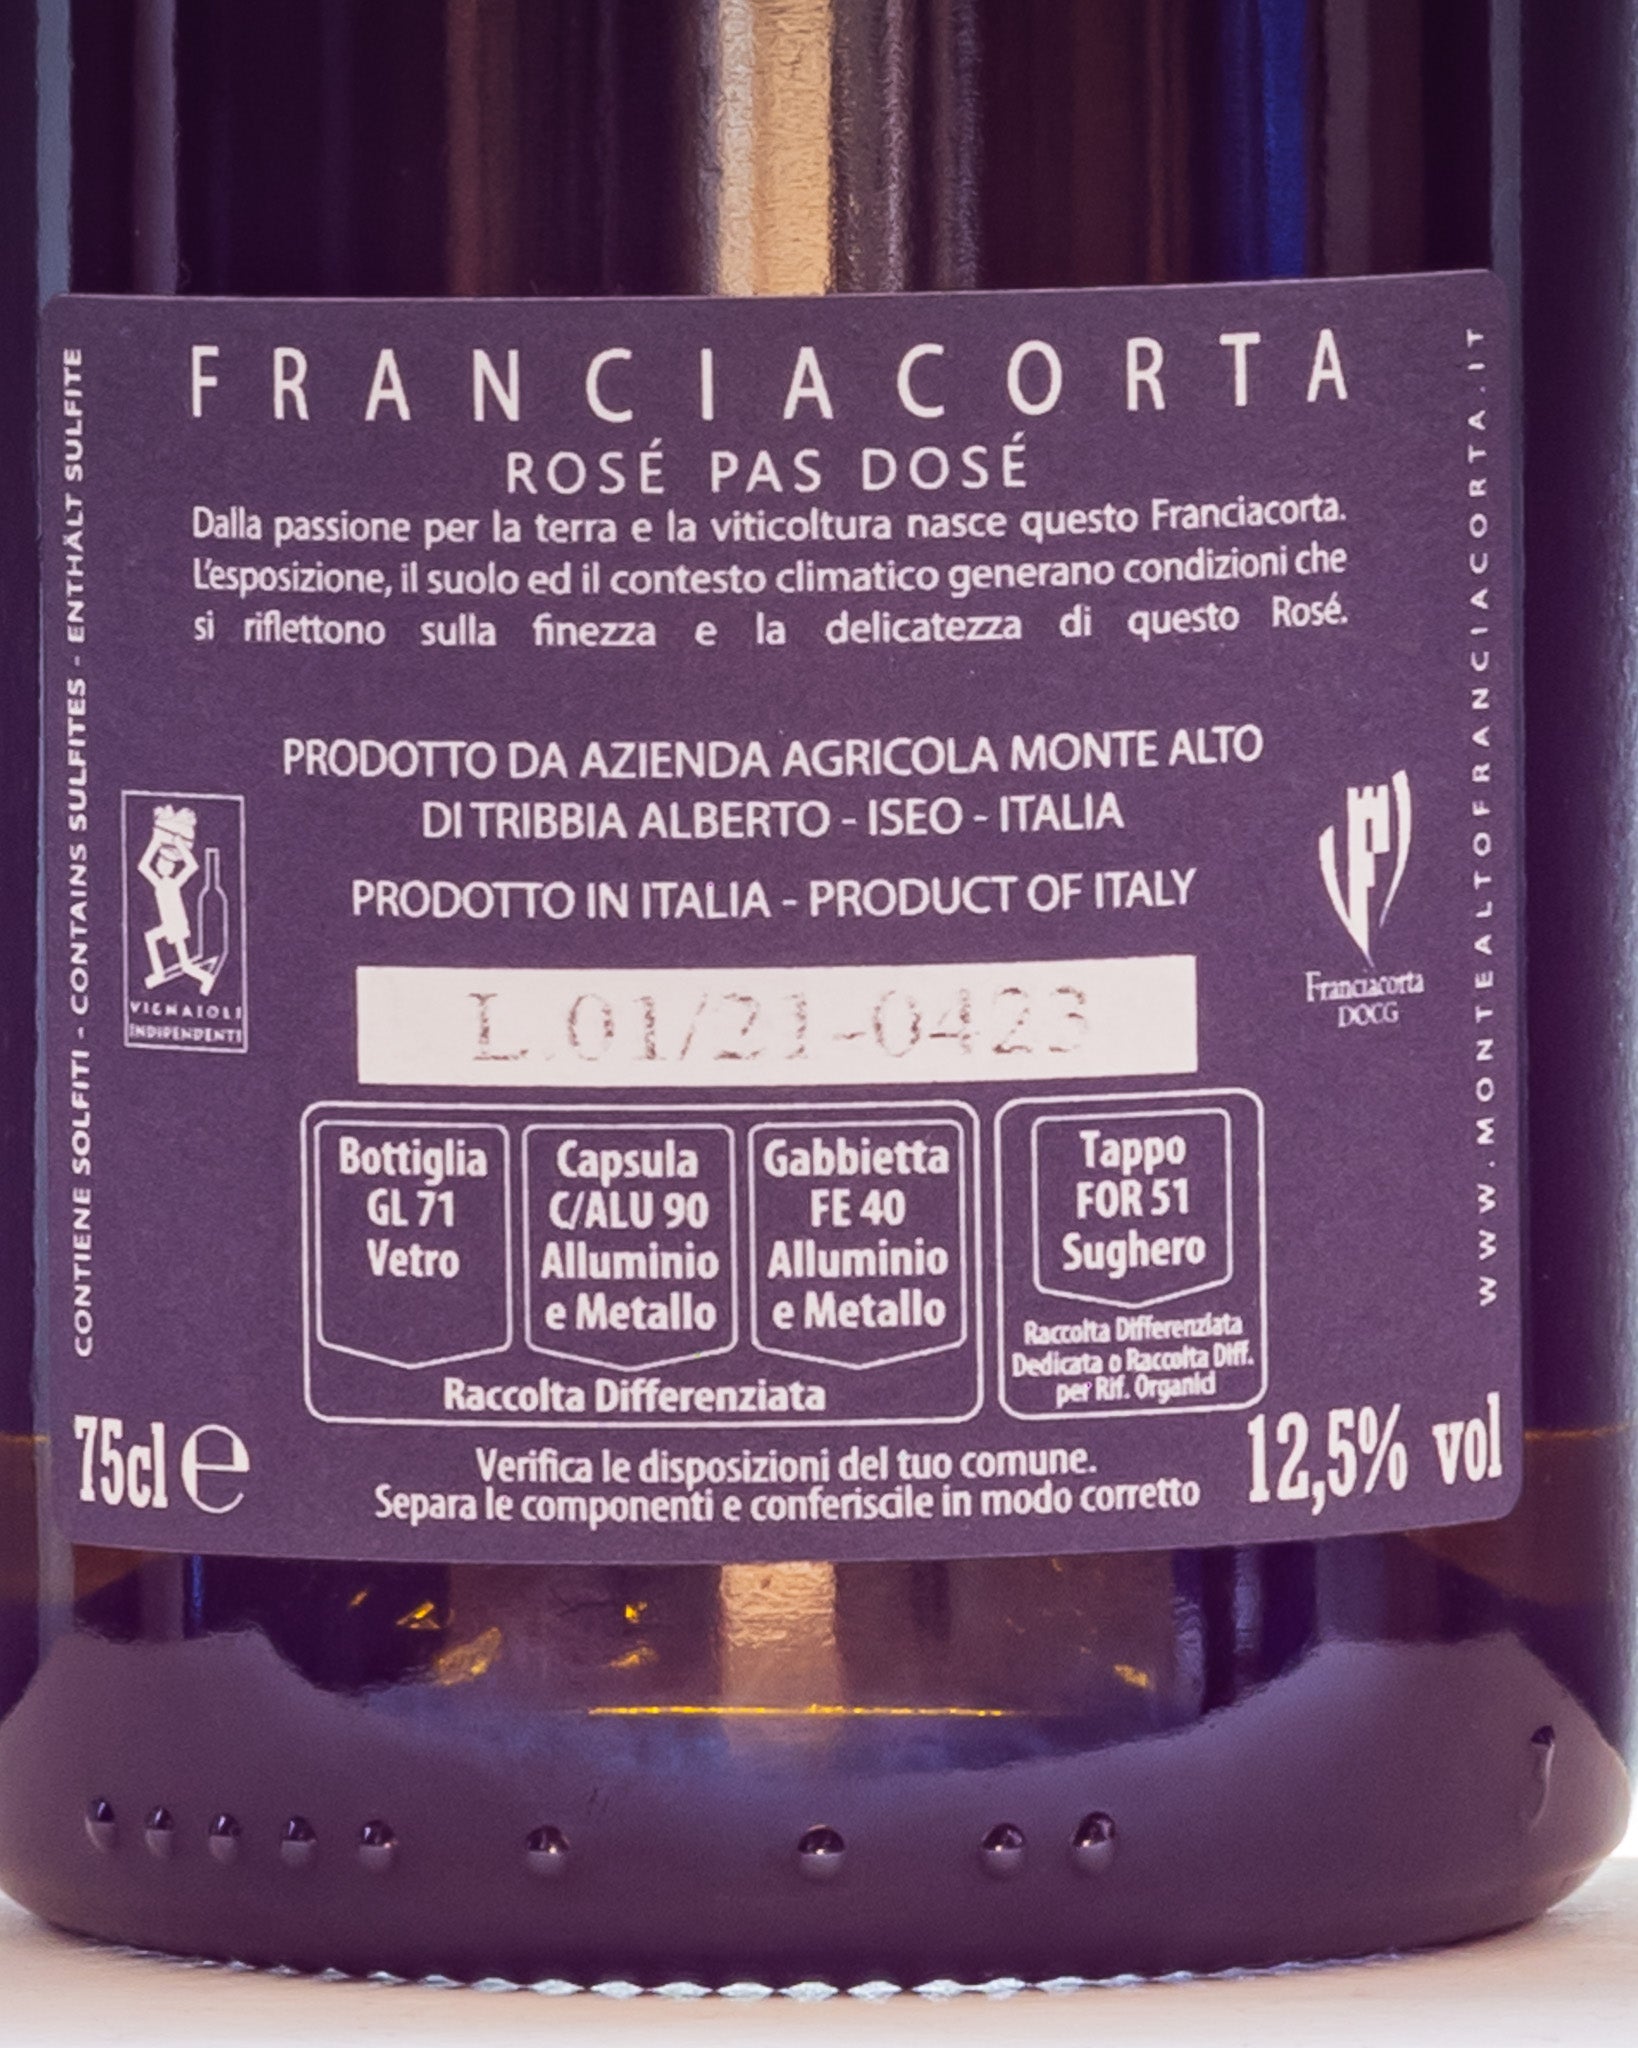 FRANCIACORTA
ROSÉ PAS DOSÉ
Dalla passione per la terra e la viticoltura nasce questo Franciacorta.
L'esposizione, il suolo ed il contesto climatico generano condizioni che
si riflettono sulla finezza e la delicatezza di questo Rosé.
PRODOTTO DA AZIENDA AGRICOLA MONTE ALTO
DI TRIBBIA ALBERTO - ISEO - ITALIA
PRODOTTO IN ITALIA - PRODUCT OF ITALY
CONTIENE SOLFITI - CONTAINS SULFITES - ENTHÄLT SULFITE
VIGNAIOLI
INDIPENDENTI
Franciacorta
DOCG
WWW.MONTEALTOFRANCIACORTA.IT
L.01/21-0423
Bottiglia
GL 71
Vetro
Capsula
C/ALU 90
Alluminio
e Metallo
Gabbietta
FE 40
Alluminio
e Metallo
Raccolta Differenziata
Tappo
FOR 51
Sughero
Raccolta Differenziata
Dedicata o Raccolta Diff.
per Rif. Organici
75cl e
Verifica le disposizioni del tuo comune.
Separa le componenti e conferiscile in modo corretto
12,5% vol